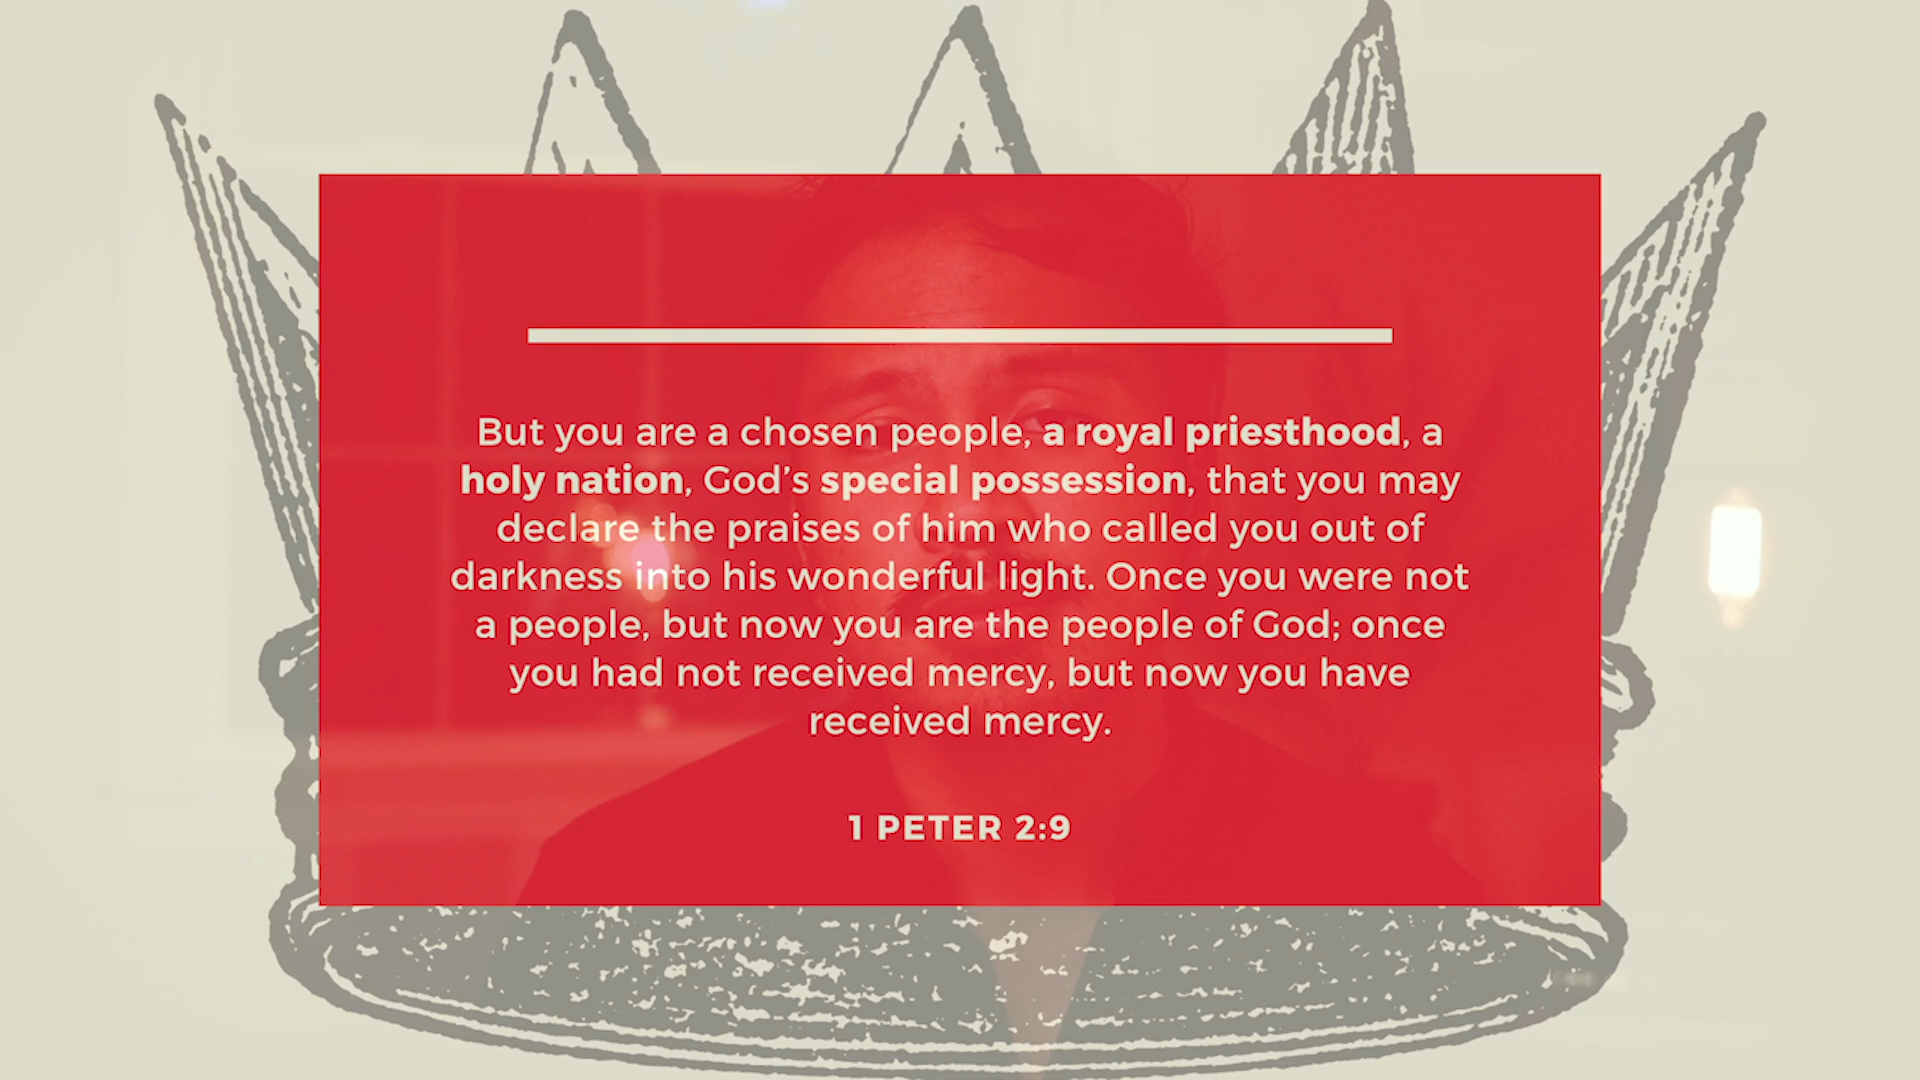 But you are a chosen people, a royal priesthood, a
holy nation, God’s special possession, that you may
declare the praises of him who called you out of
darkness into his wonderful light. Once you were not
a people, but now you are the people of God; once
you had not received mercy, but now you have
received mercy.
1 PETER 2:9